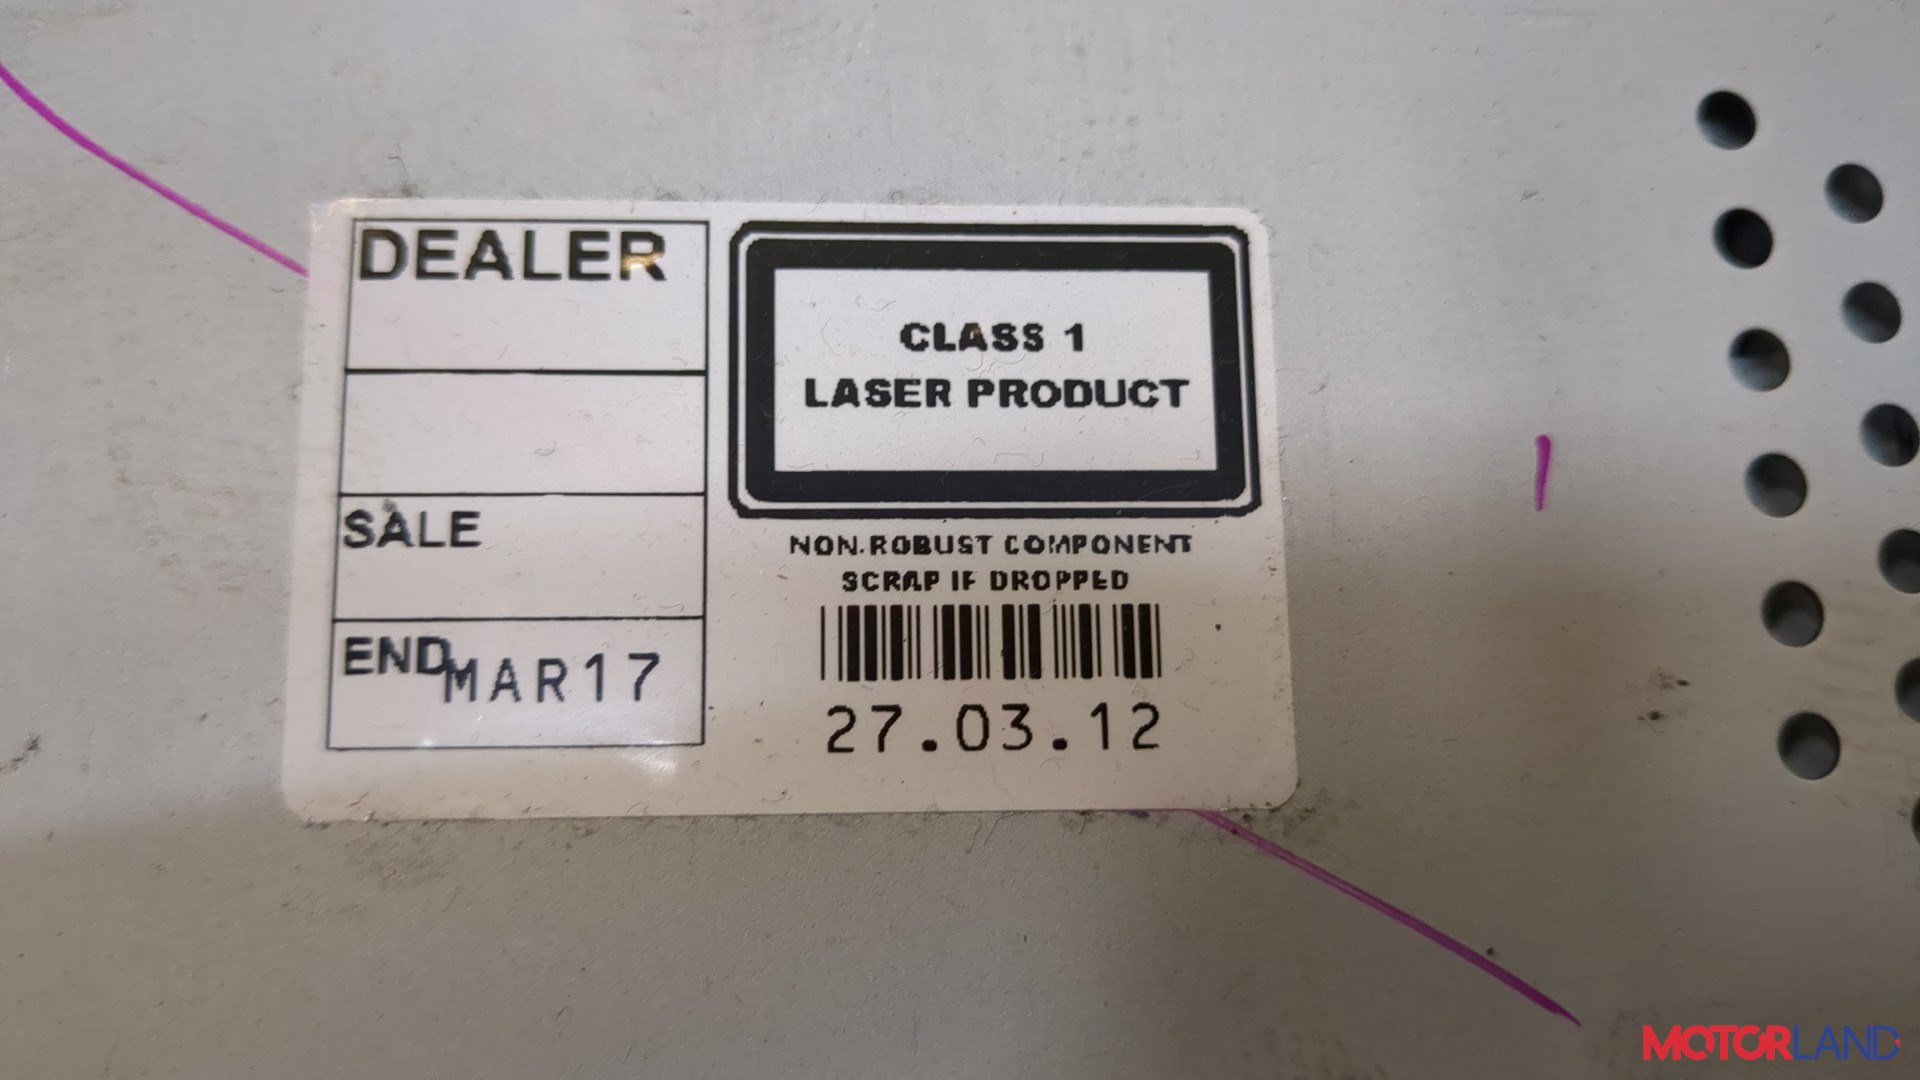 DEALER
SALE
END MAR17
CLASS 1
LASER PRODUCT
NON-ROBUST COMPONENT
SCRAP IF DROPPED
27.03.12
MOTORLAND